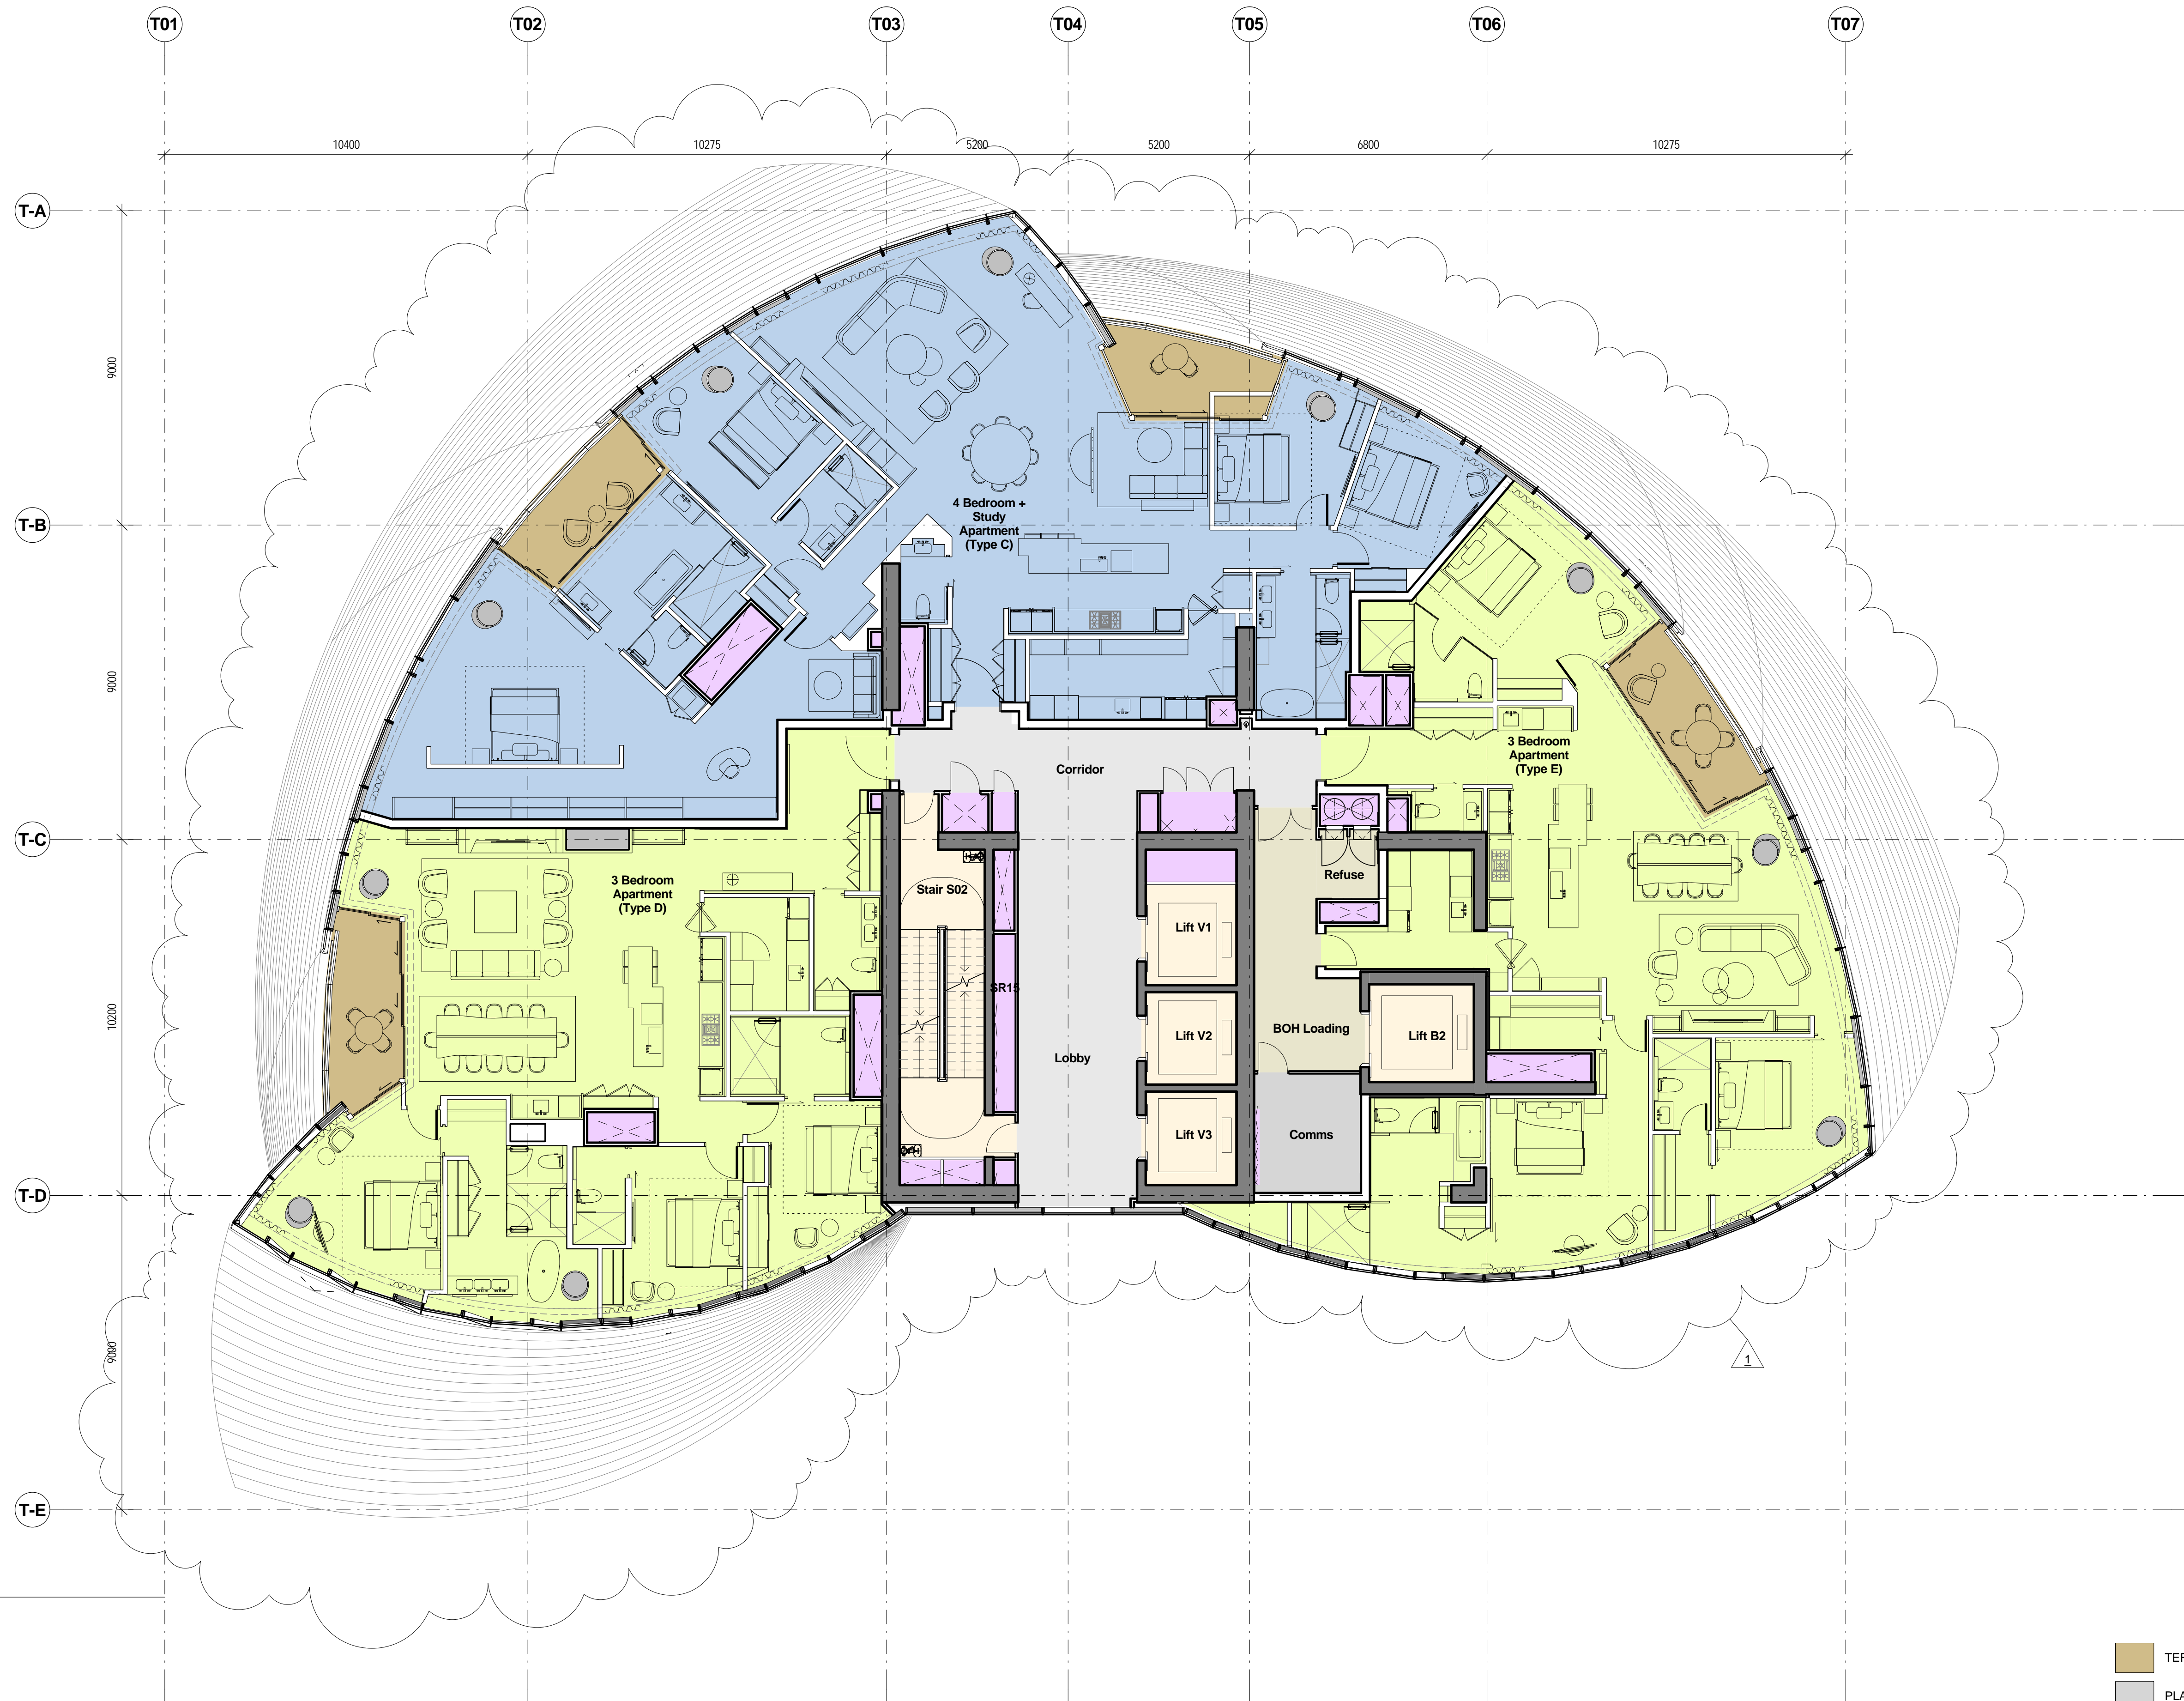 T01
T02
T03
T04
T05
T06
T07
10400
10275
5200
5200
6800
10275
T-A
9000
T-B
4 Bedroom +
Study
Apartment
(Type C)
9000
3 Bedroom
Apartment
(Type E)
Corridor
T-C
3 Bedroom
Apartment
(Type D)
Stair S02
Refuse
Lift V1
SR15
10200
BOH Loading
Lift V2
Lift B2
Lobby
Lift V3
Comms
T-D
9090
1
T-E
TER
PLA